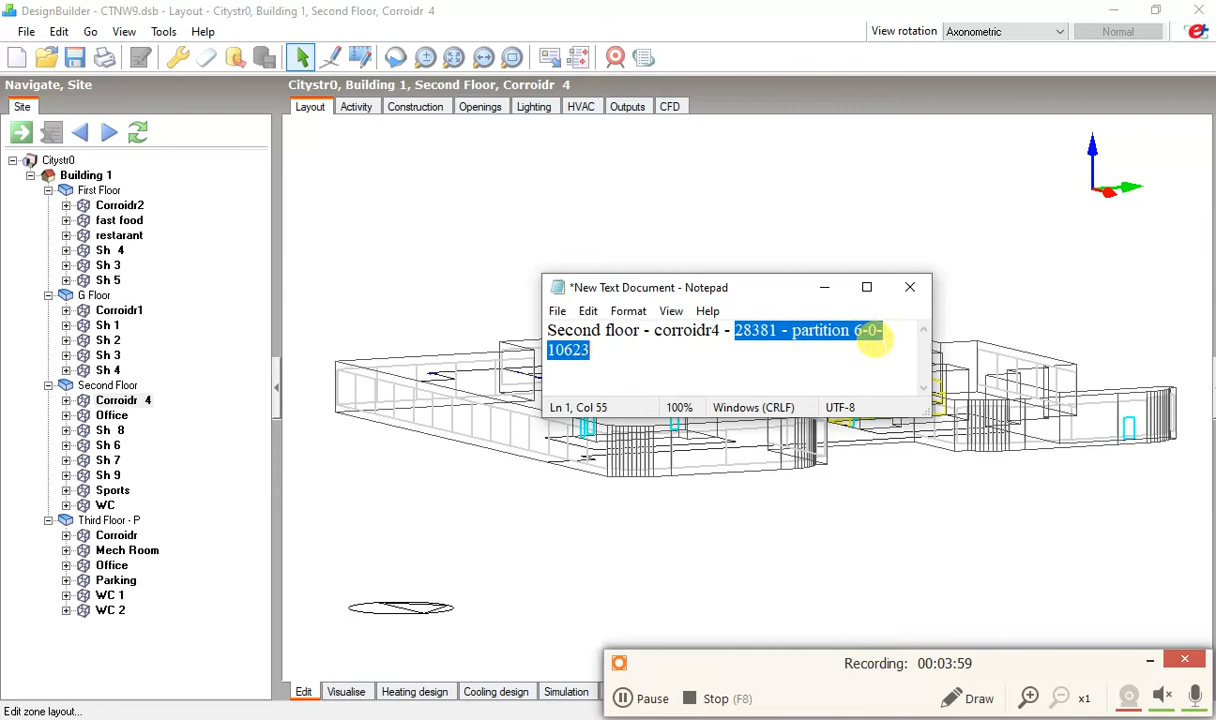 DesignBuilder - CTNW9.dsb - Layout - Citystr0, Building 1, Second Floor, Corroidr  4
File Edit Go View Tools Help
View rotation Axonometric Normal
Navigate, Site
Citystr0, Building 1, Second Floor, Corroidr  4
Site
Layout Activity Construction Openings Lighting HVAC Outputs CFD
Citystr0
Building 1
First Floor
Corroidr2
fast food
restarant
Sh  4
Sh 3
Sh 5
G Floor
Corroidr1
Sh 1
Sh 2
Sh 3
Sh 4
Second Floor
Corroidr  4
Office
Sh  8
Sh 6
Sh 7
Sh 9
Sports
WC
Third Floor - P
Corroidr
Mech Room
Office
Parking
WC 1
WC 2
*New Text Document - Notepad
File Edit Format View Help
Second floor - corroidr4 - 28381 - partition 6-0-
10623
Ln 1, Col 55 100% Windows (CRLF) UTF-8
Edit Visualise Heating design Cooling design Simulation
Recording: 00:03:59
Pause Stop (F8) Draw x1
Edit zone layout...